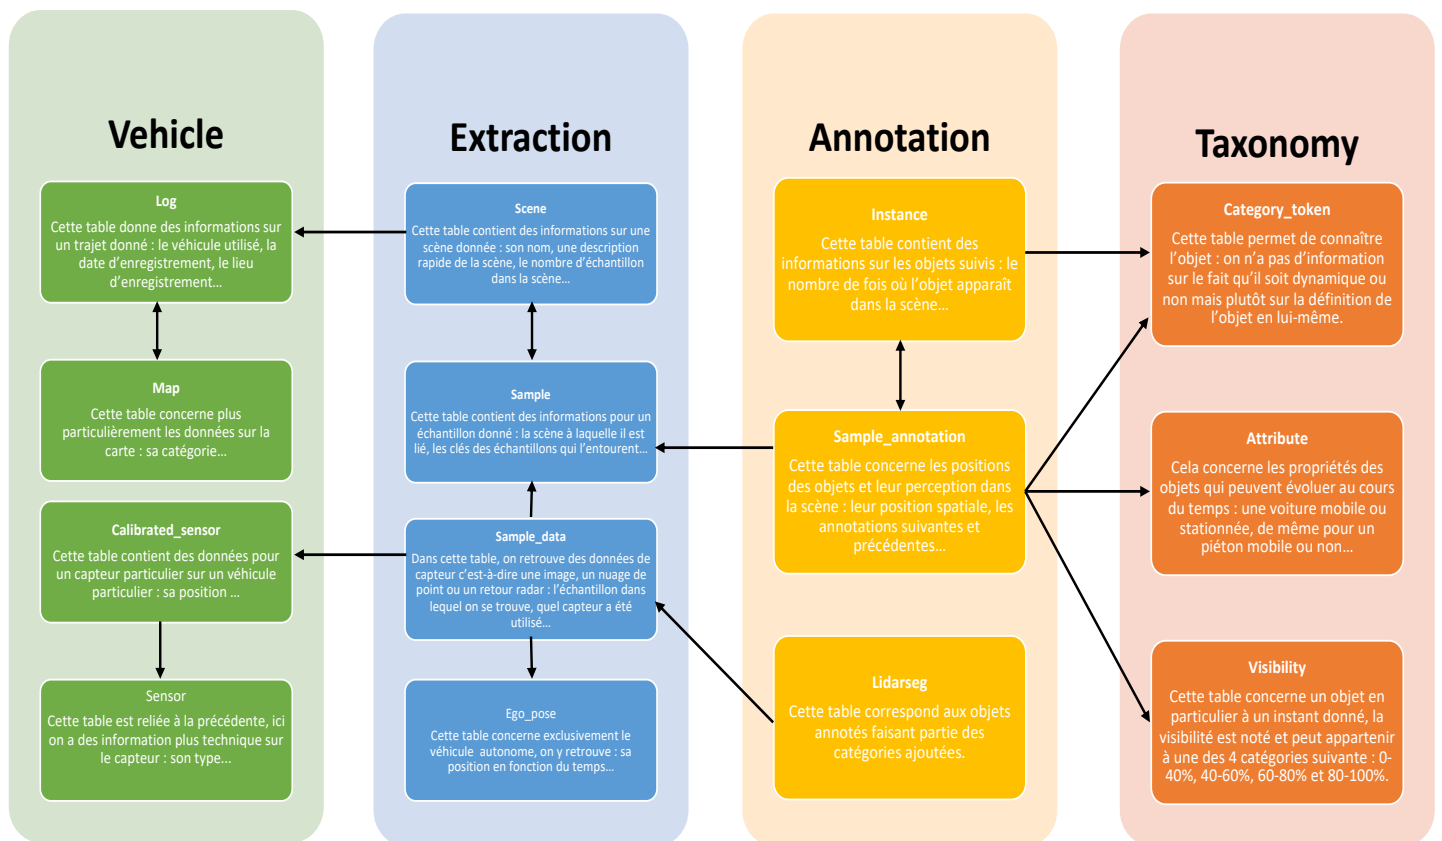 Vehicle
Log
Cette table donne des informations sur
un trajet donné : le véhicule utilisé, la
date d'enregistrement, le lieu
d'enregistrement…
Map
Cette table concerne plus
particulièrement les données sur la
carte : sa catégorie…
Calibrated_sensor
Cette table contient des données pour
un capteur particulier sur un véhicule
particulier : sa position …
Sensor
Cette table est reliée à la précédente, ici
on a des information plus technique sur
le capteur : son type...
Extraction
Scene
Cette table contient des informations sur une
scène donnée : son nom, une description
rapide de la scène, le nombre d'échantillon
dans la scène…
Sample
Cette table contient des informations pour un
échantillon donné : la scène à laquelle il est
lié, les clés des échantillons qui l'entourent…
Sample_data
Dans cette table, on retrouve des données de
capteur c'est-à-dire une image, un nuage de
point ou un retour radar : l'échantillon dans
lequel on se trouve, quel capteur a été
utilisé…
Ego_pose
Cette table concerne exclusivement le
véhicule autonome, on y retrouve : sa
position en fonction du temps…
Annotation
Instance
Cette table contient des
informations sur les objets suivis : le
nombre de fois où l'objet apparaît
dans la scène…
Sample_annotation
Cette table concerne les positions
des objets et leur perception dans
la scène : leur position spatiale, les
annotations suivantes et
précédentes…
Lidarseg
Cette table correspond aux objets
annotés faisant partie des
catégories ajoutées.
Taxonomy
Category_token
Cette table permet de connaître
l'objet : on n'a pas d'information
sur le fait qu'il soit dynamique ou
non mais plutôt sur la définition de
l'objet en lui-même.
Attribute
Cela concerne les propriétés des
objets qui peuvent évoluer au cours
du temps : une voiture mobile ou
stationnée, de même pour un
piéton mobile ou non…
Visibility
Cette table concerne un objet en
particulier à un instant donné, la
visibilité est noté et peut appartenir
à une des 4 catégories suivante : 0-
40%, 40-60%, 60-80% et 80-100%.